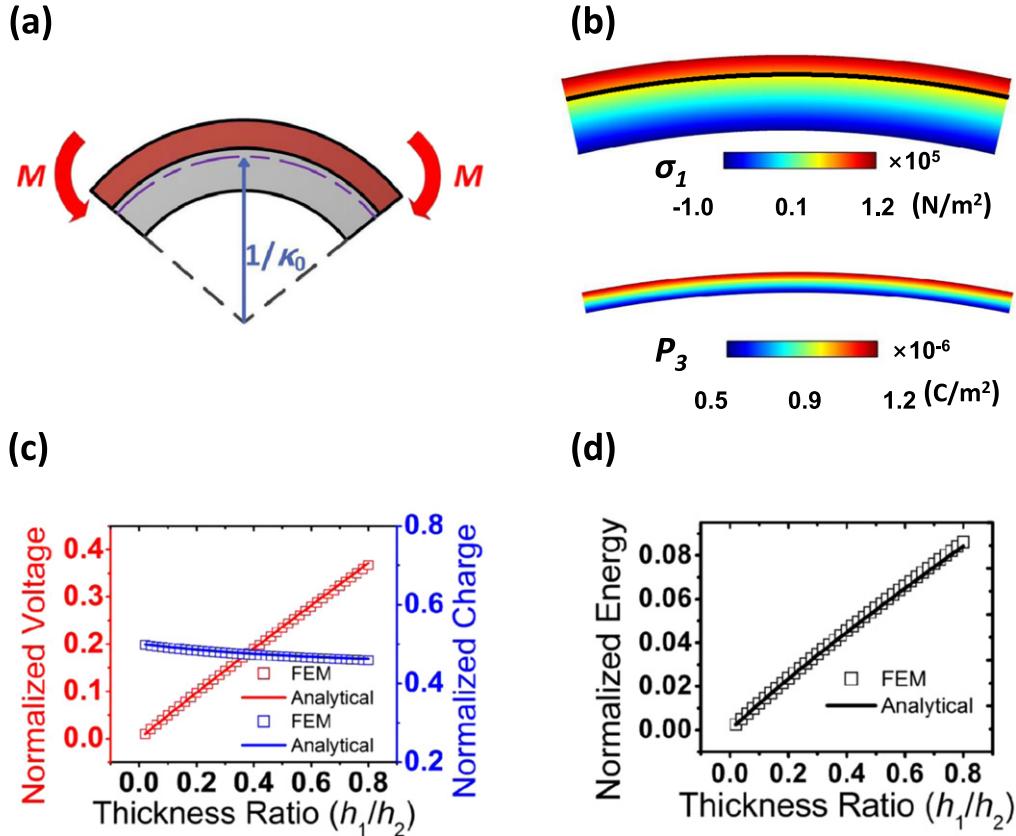 (a)
M
M
1/κ₀
(b)
σ₁
×10⁵
-1.0 0.1 1.2 (N/m²)
P₃
×10⁻⁶
0.5 0.9 1.2 (C/m²)
(c)
Normalized Voltage
0.4
0.3
0.2
0.1
0.0
0.8
0.6
0.4
0.2
Normalized Charge
FEM
Analytical
FEM
Analytical
0.0 0.2 0.4 0.6 0.8
Thickness Ratio (h₁/h₂)
(d)
Normalized Energy
0.08
0.06
0.04
0.02
0.00
FEM
Analytical
0.0 0.2 0.4 0.6 0.8
Thickness Ratio (h₁/h₂)